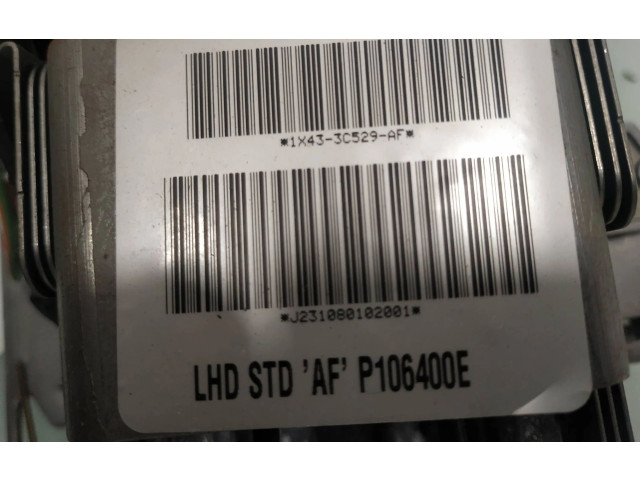 *1X43-3C529-AF*
*J231080102001*
LHD STD 'AF' P106400E